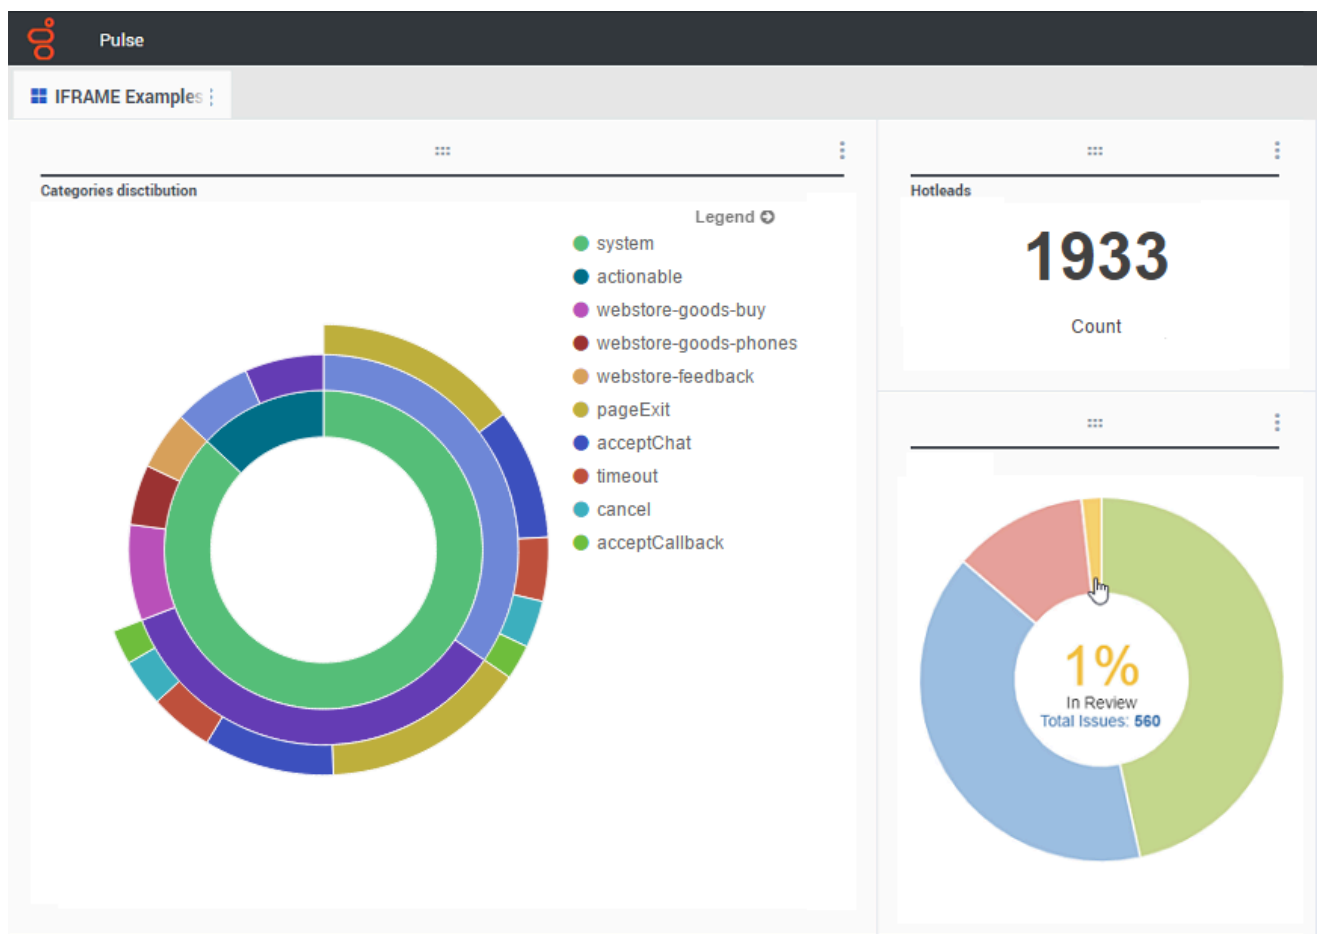 Pulse
IFRAME Examples
Categories disctibution
Legend
system
actionable
webstore-goods-buy
webstore-goods-phones
webstore-feedback
pageExit
acceptChat
timeout
cancel
acceptCallback
Hotleads
1933
Count
1%
In Review
Total Issues: 560